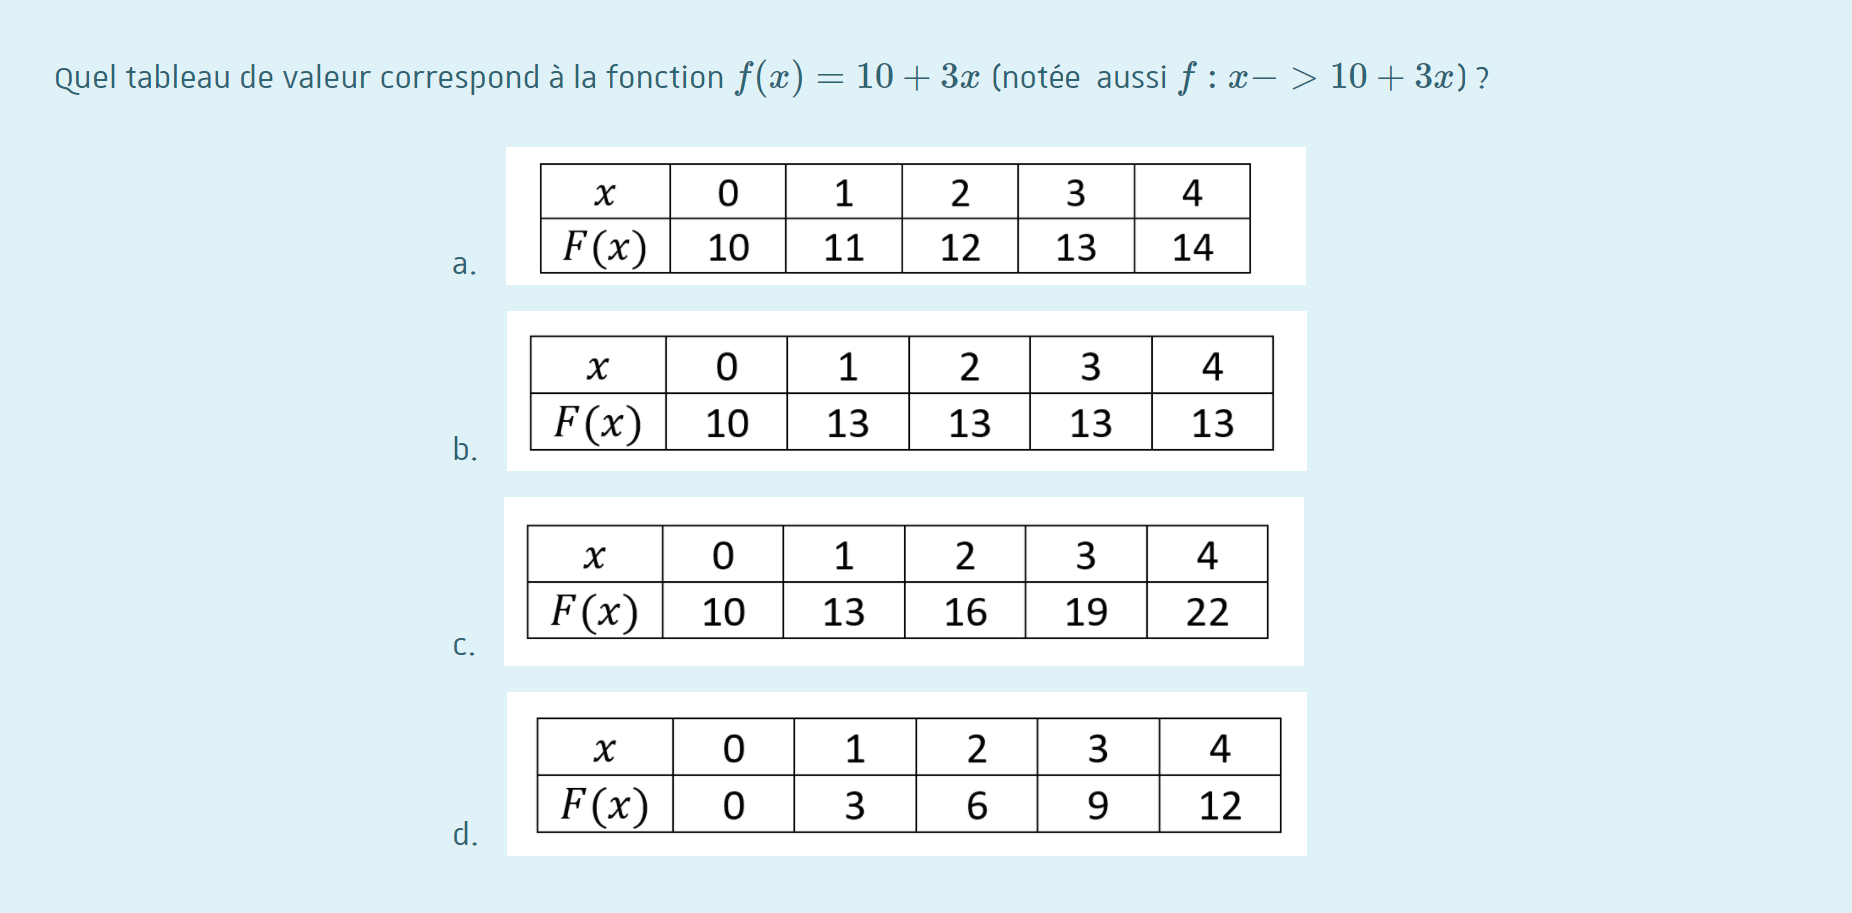 Quel tableau de valeur correspond à la fonction f(x) = 10 + 3x (notée aussi f : x− > 10 + 3x) ?
x 0 1 2 3 4
F(x) 10 11 12 13 14
a.
x 0 1 2 3 4
F(x) 10 13 13 13 13
b.
x 0 1 2 3 4
F(x) 10 13 16 19 22
c.
x 0 1 2 3 4
F(x) 0 3 6 9 12
d.